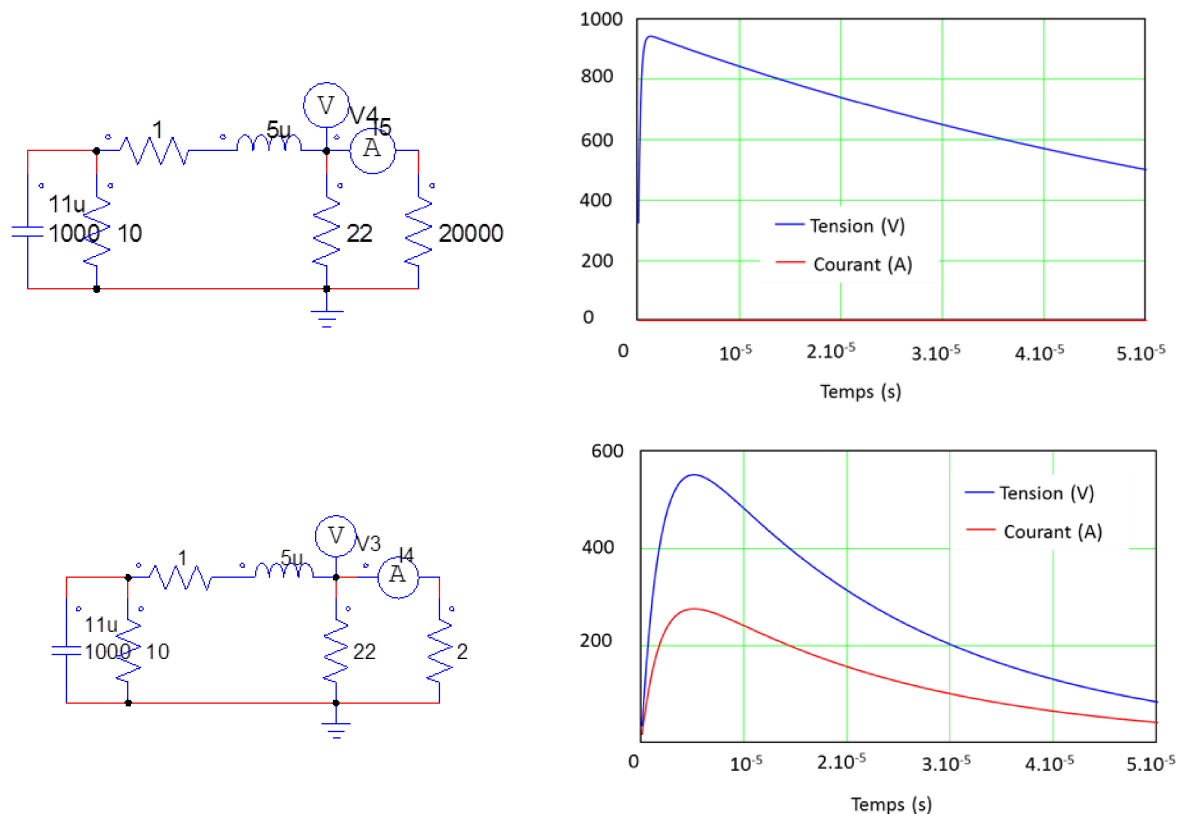 V
V4
I5
1
5u
A
11u
1000
10
22
20000
1000
800
600
400
200
0
Tension (V)
Courant (A)
0
10-5
2.10-5
3.10-5
4.10-5
5.10-5
Temps (s)
V
V3
I4
1
5u
A
11u
1000
10
22
2
600
400
200
Tension (V)
Courant (A)
0
10-5
2.10-5
3.10-5
4.10-5
5.10-5
Temps (s)